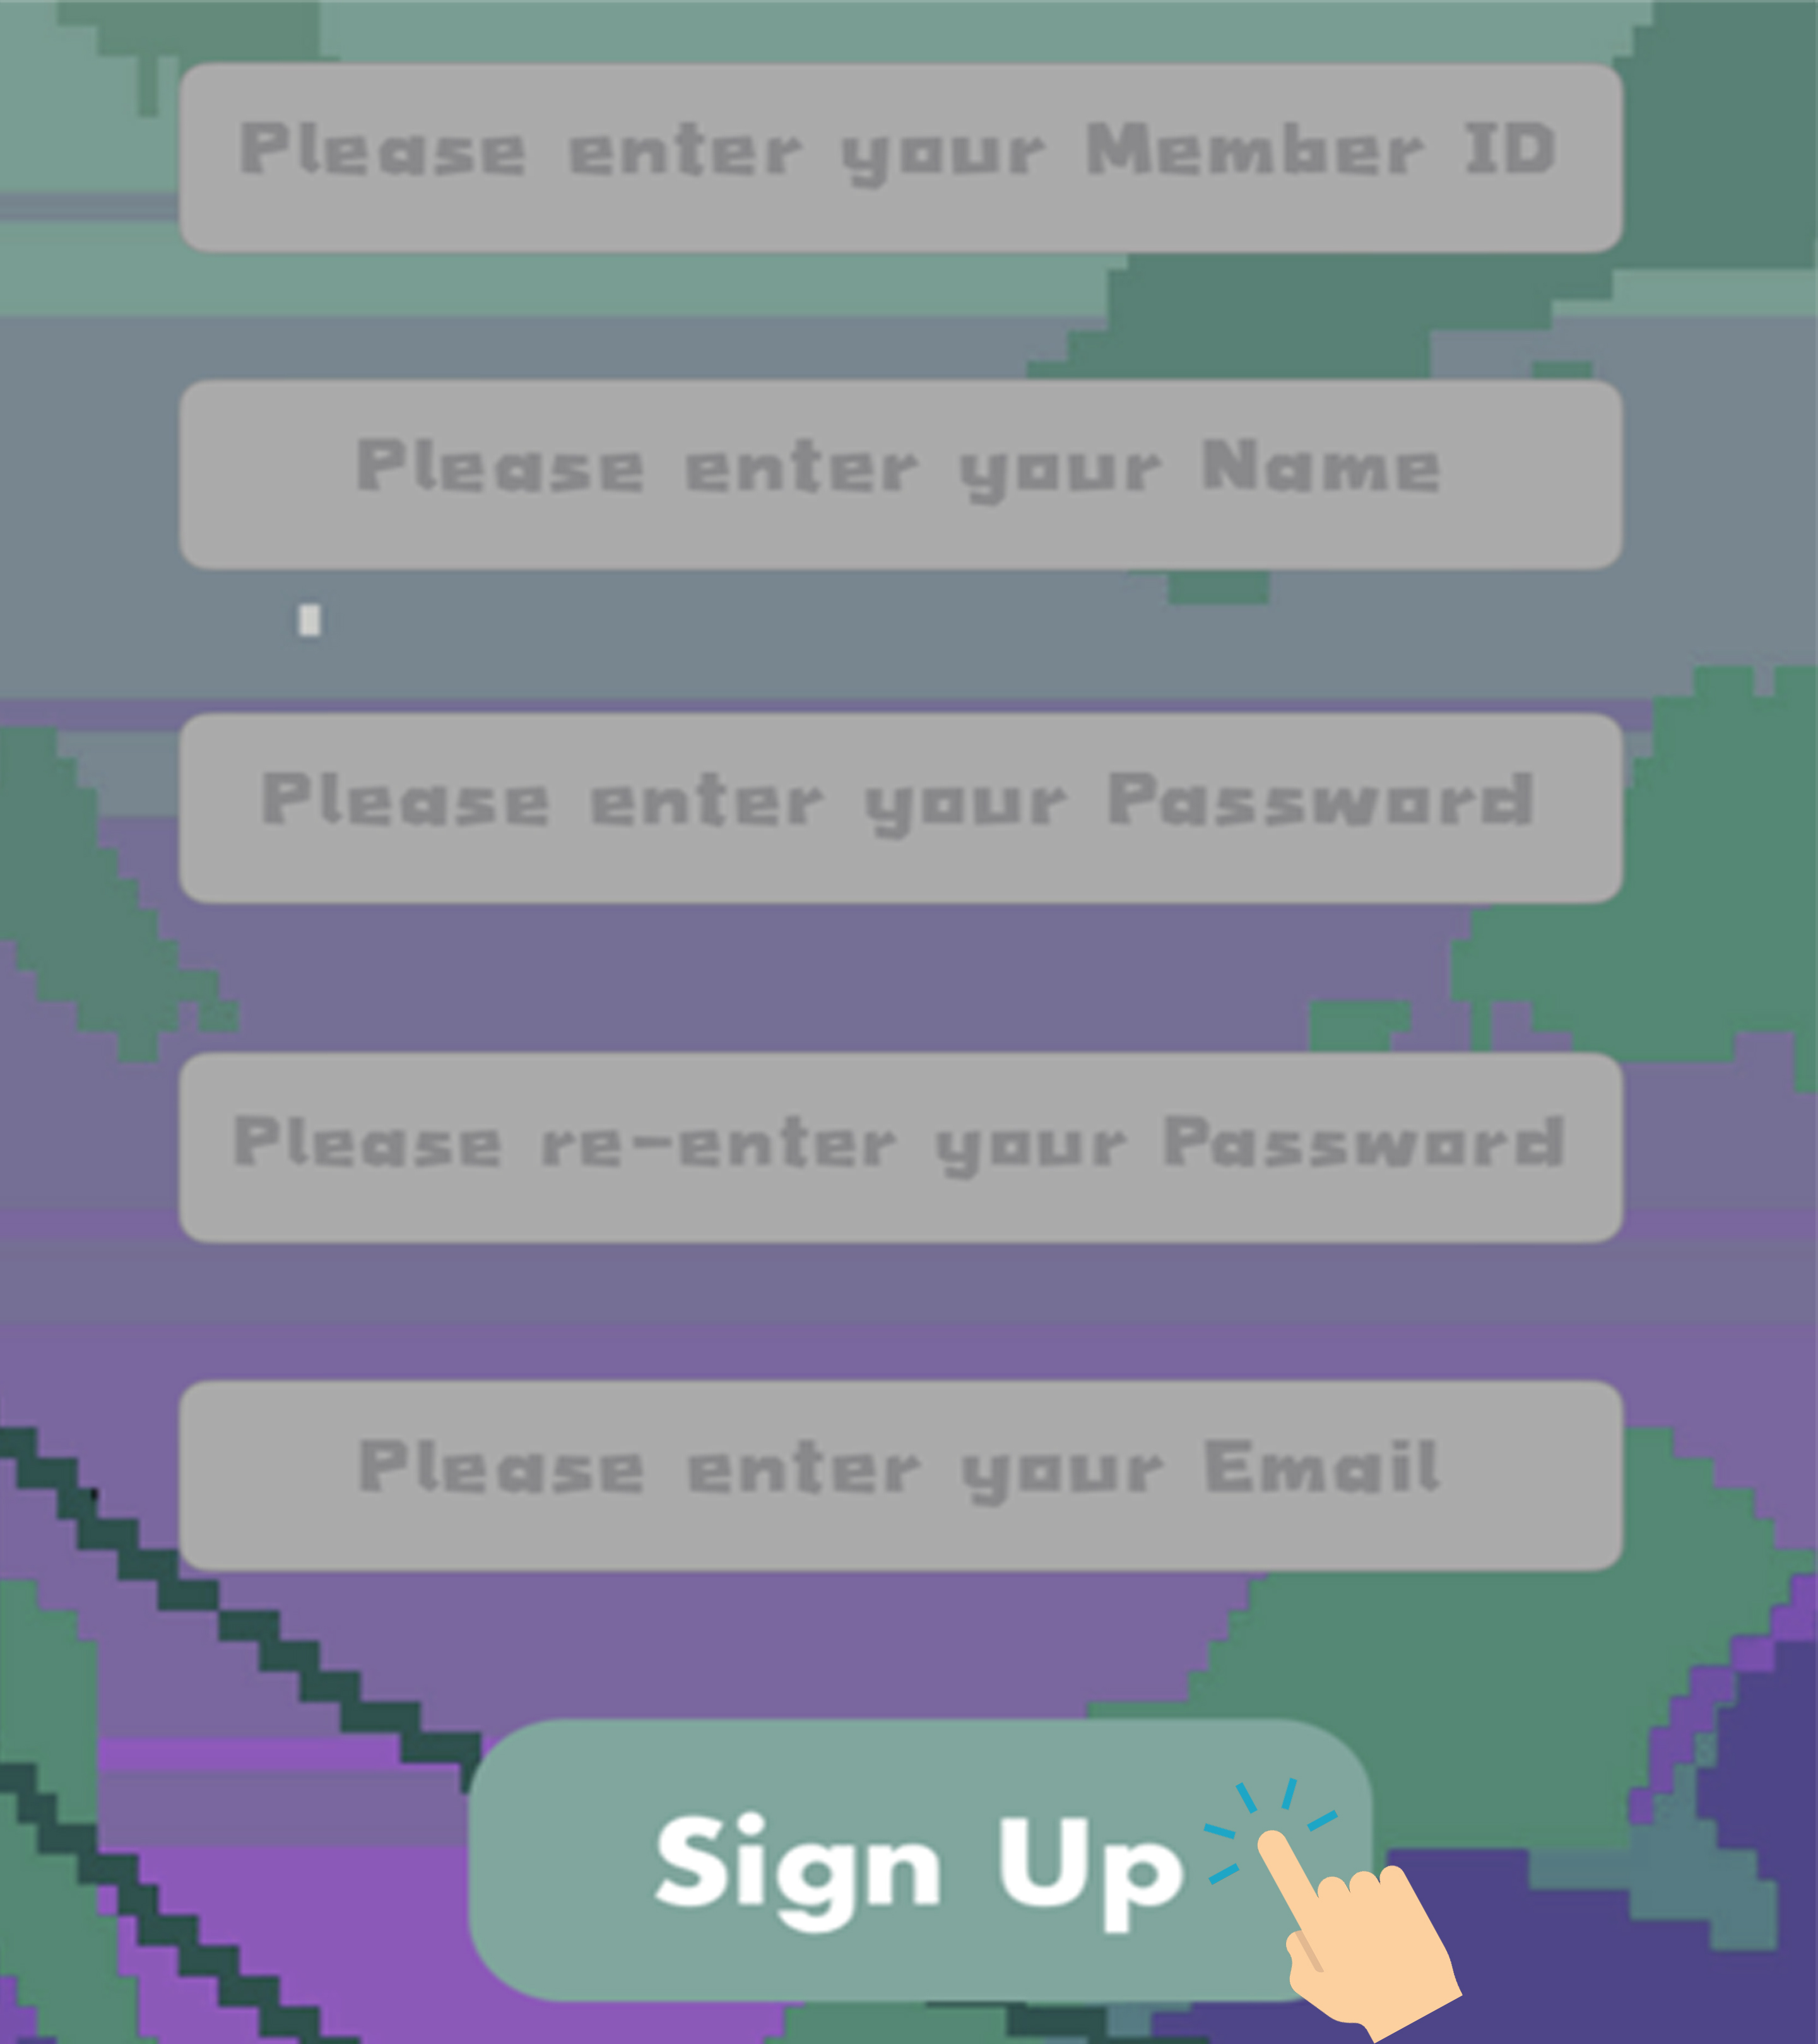 Please enter your Member ID
Please enter your Name
Please enter your Password
Please re-enter your Password
Please enter your Email
Sign Up